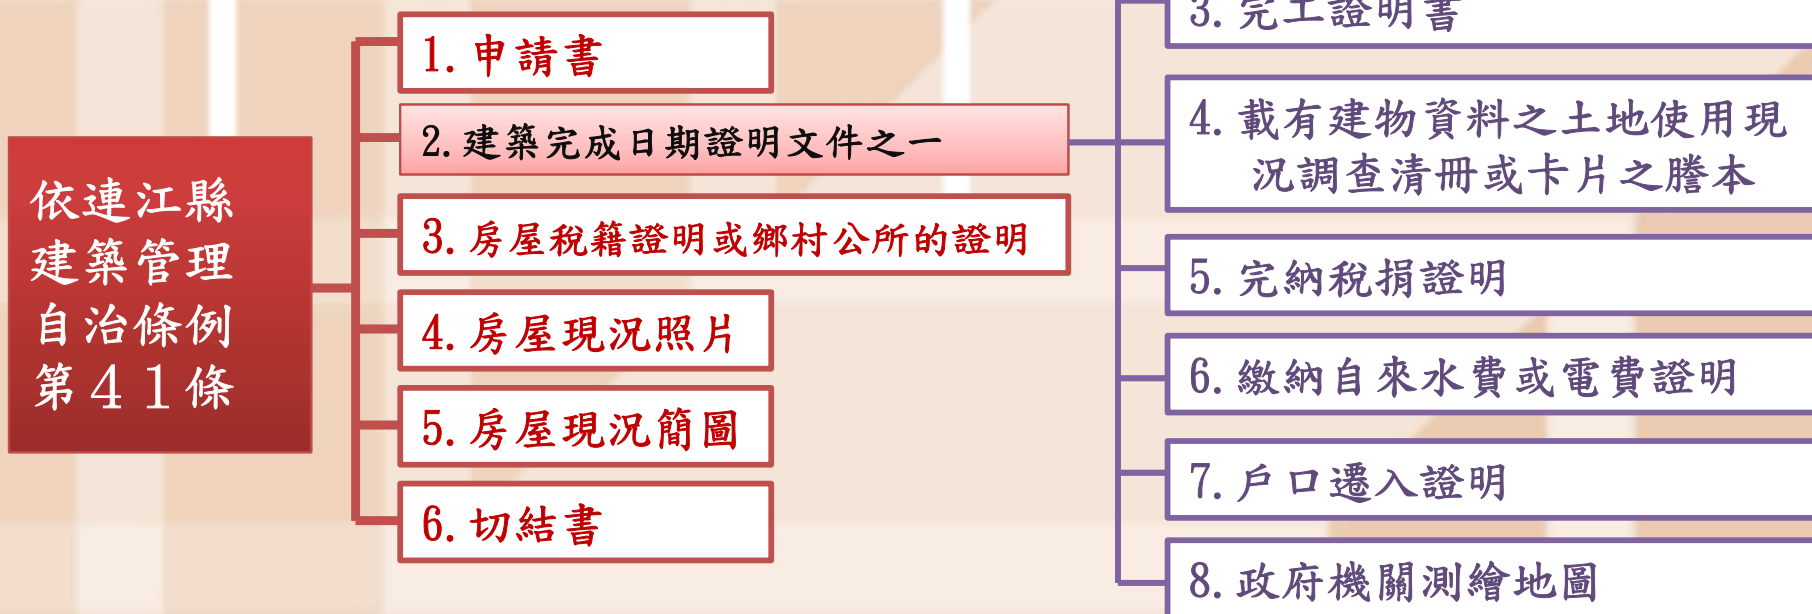 依連江縣
建築管理
自治條例
第４１條
1. 申請書
2. 建築完成日期證明文件之一
3. 房屋稅籍證明或鄉村公所的證明
4. 房屋現況照片
5. 房屋現況簡圖
6. 切結書
3. 完工證明書
4. 載有建物資料之土地使用現
況調查清冊或卡片之謄本
5. 完納稅捐證明
6. 繳納自來水費或電費證明
7. 戶口遷入證明
8. 政府機關測繪地圖